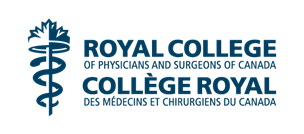 ROYAL COLLEGE
OF PHYSICIANS AND SURGEONS OF CANADA
COLLÈGE ROYAL
DES MÉDECINS ET CHIRURGIENS DU CANADA